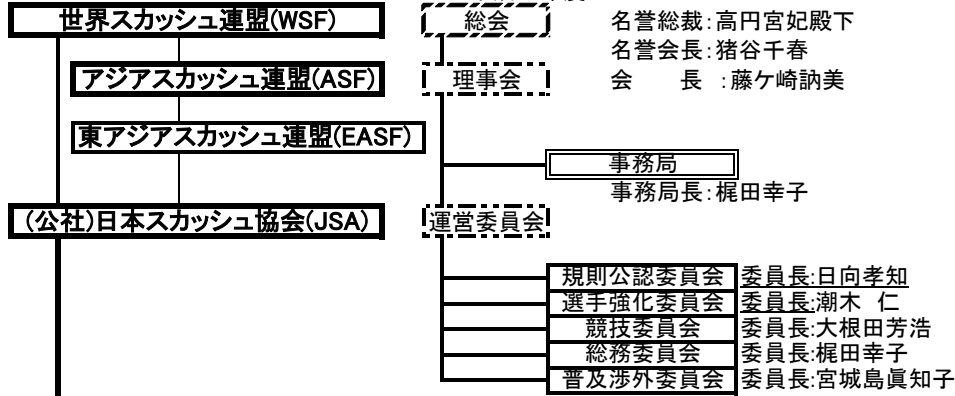 世界スカッシュ連盟(WSF)
総会
名誉総裁:高円宮妃殿下
名誉会長:猪谷千春
アジアスカッシュ連盟(ASF)
理事会
会　　長　:藤ケ崎訥美
東アジアスカッシュ連盟(EASF)
事務局
事務局長:梶田幸子
(公社)日本スカッシュ協会(JSA)
運営委員会
規則公認委員会 委員長:日向孝知
選手強化委員会 委員長:潮木　仁
競技委員会 委員長:大根田芳浩
総務委員会 委員長:梶田幸子
普及渉外委員会 委員長:宮城島眞知子